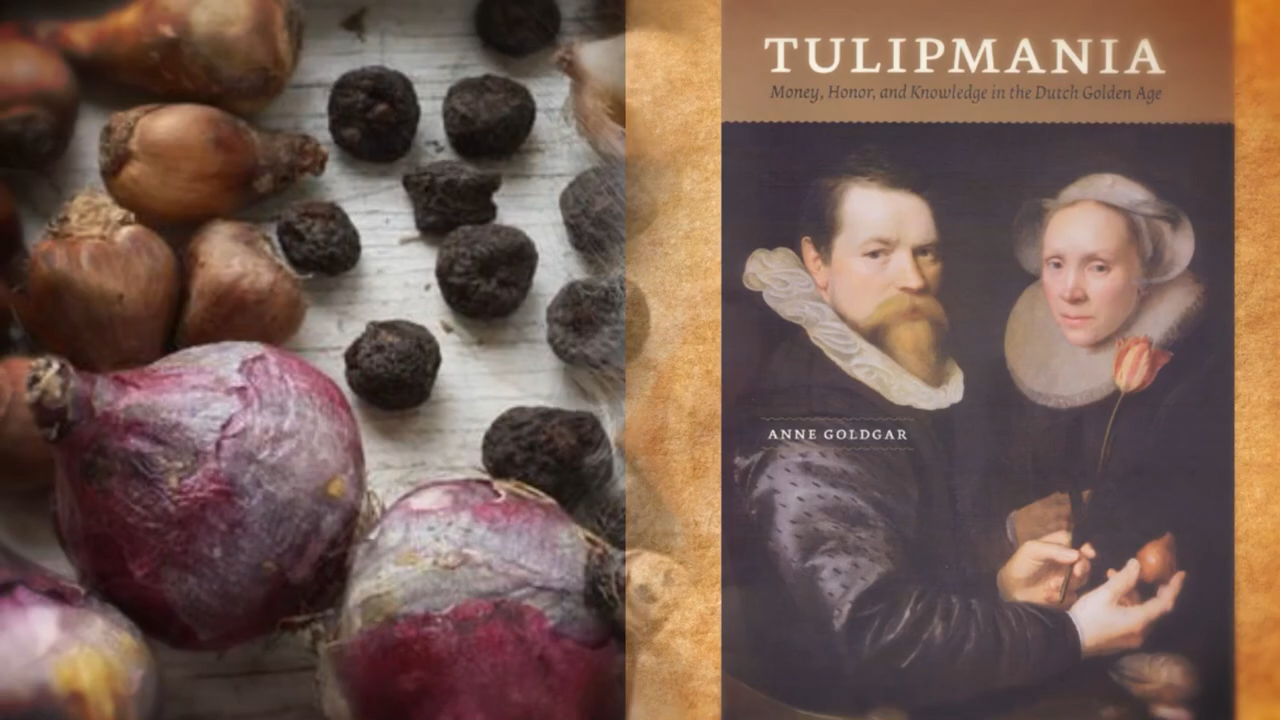 TULIPMANIA
Money, Honor, and Knowledge in the Dutch Golden Age
ANNE GOLDGAR